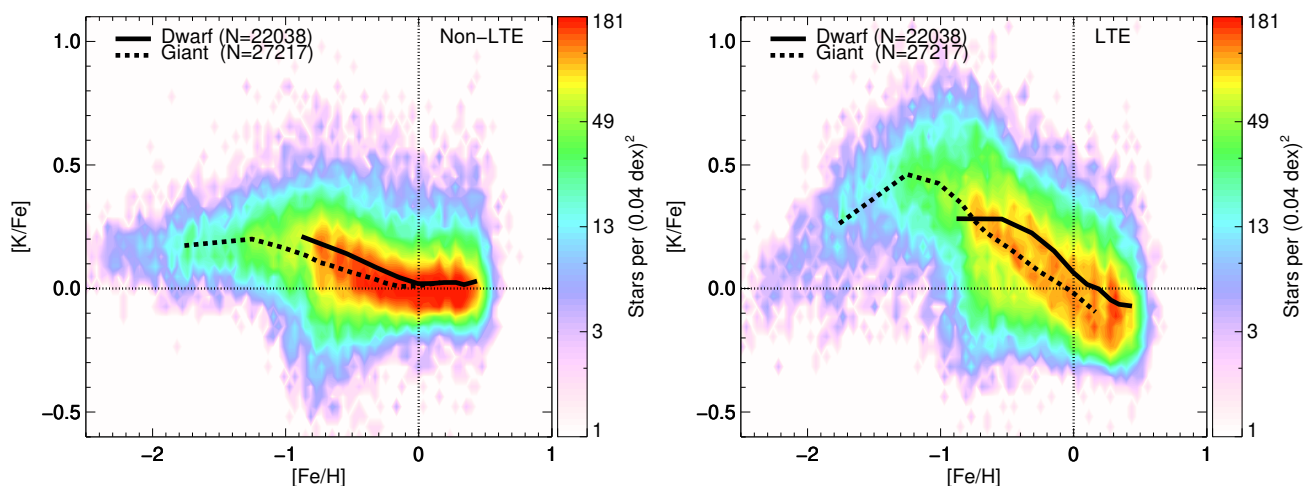 Dwarf (N=22038)
Giant (N=27217)
Non−LTE
[K/Fe]
1.0
0.5
0.0
−0.5
−2
−1
0
1
[Fe/H]
181
49
13
3
1
Stars per (0.04 dex)²
Dwarf (N=22038)
Giant (N=27217)
LTE
[K/Fe]
1.0
0.5
0.0
−0.5
−2
−1
0
1
[Fe/H]
181
49
13
3
1
Stars per (0.04 dex)²